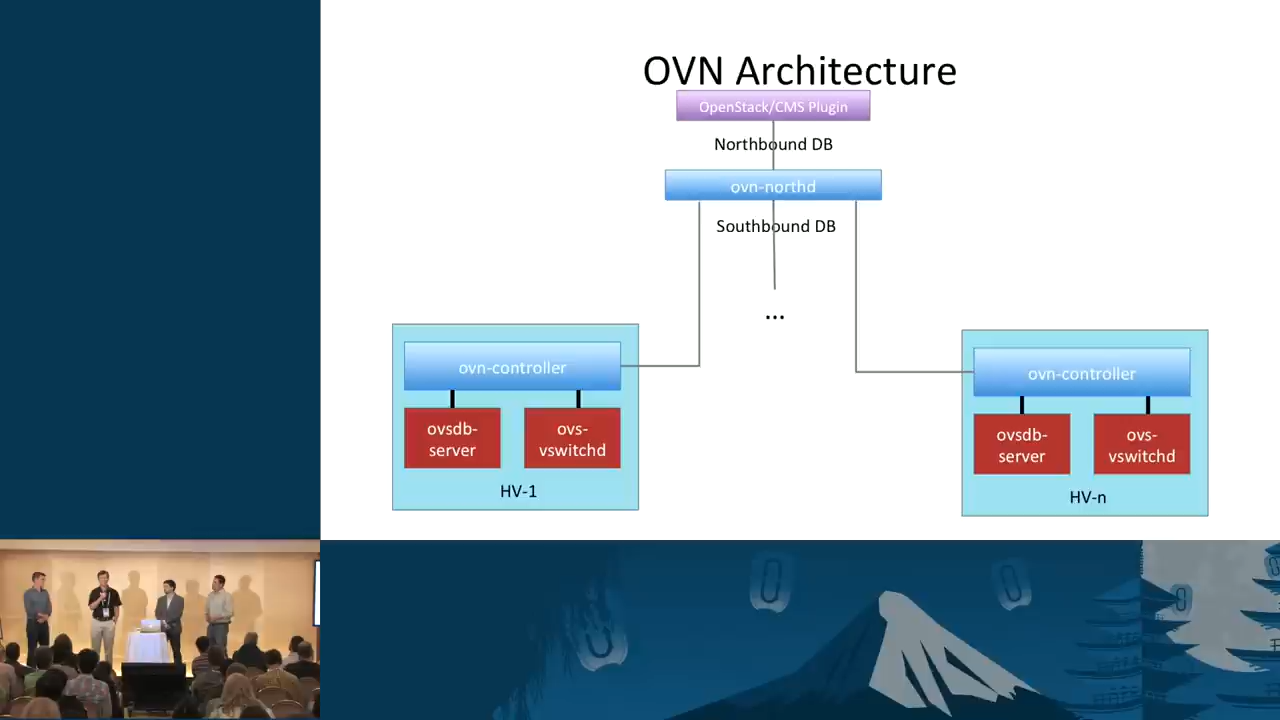 OVN Architecture
OpenStack/CMS Plugin
Northbound DB
ovn-northd
Southbound DB
...
ovn-controller
ovsdb-
server
ovs-
vswitchd
HV-1
ovn-controller
ovsdb-
server
ovs-
vswitchd
HV-n